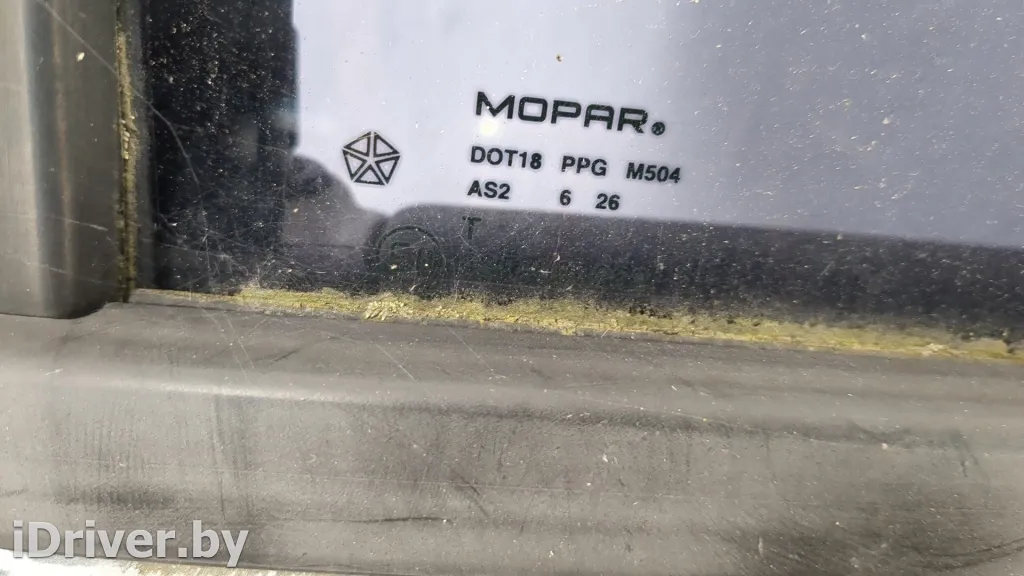 MOPAR®
DOT18 PPG M504
AS2 6 26
T
iDriver.by